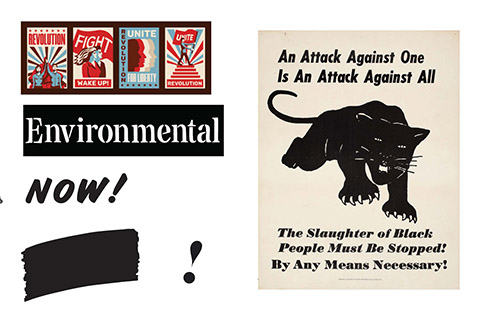 REVOLUTION
FIGHT
WAKE UP!
UNITE
REVOLUTION
FOR LIBERTY
UNITE
REVOLUTION
Environmental
NOW!
!
An Attack Against One
Is An Attack Against All
The Slaughter of Black
People Must Be Stopped!
By Any Means Necessary!